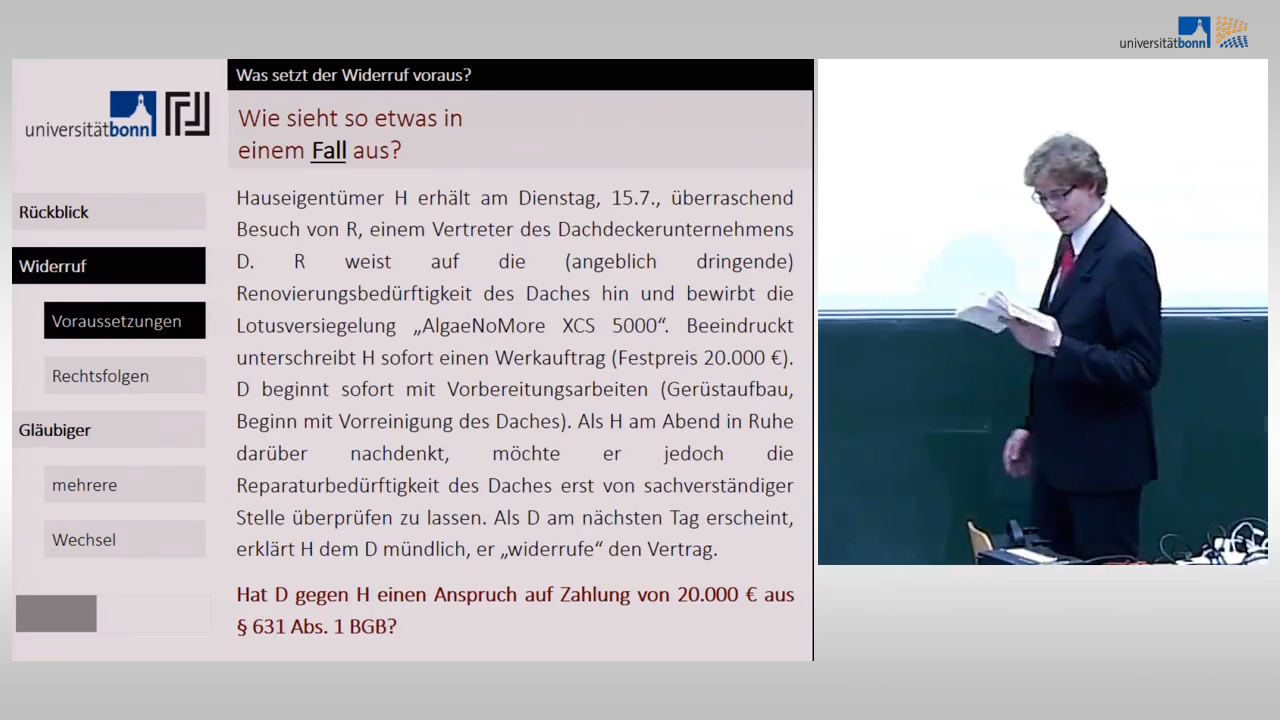 universitätbonn
universitätbonn
Rückblick
Widerruf
Voraussetzungen
Rechtsfolgen
Gläubiger
mehrere
Wechsel
Was setzt der Widerruf voraus?
Wie sieht so etwas in
einem Fall aus?
Hauseigentümer H erhält am Dienstag, 15.7., überraschend
Besuch von R, einem Vertreter des Dachdeckerunternehmens
D. R weist auf die (angeblich dringende)
Renovierungsbedürftigkeit des Daches hin und bewirbt die
Lotusversiegelung „AlgaeNoMore XCS 5000“. Beeindruckt
unterschreibt H sofort einen Werkauftrag (Festpreis 20.000 €).
D beginnt sofort mit Vorbereitungsarbeiten (Gerüstaufbau,
Beginn mit Vorreinigung des Daches). Als H am Abend in Ruhe
darüber nachdenkt, möchte er jedoch die
Reparaturbedürftigkeit des Daches erst von sachverständiger
Stelle überprüfen zu lassen. Als D am nächsten Tag erscheint,
erklärt H dem D mündlich, er „widerrufe“ den Vertrag.
Hat D gegen H einen Anspruch auf Zahlung von 20.000 € aus
§ 631 Abs. 1 BGB?